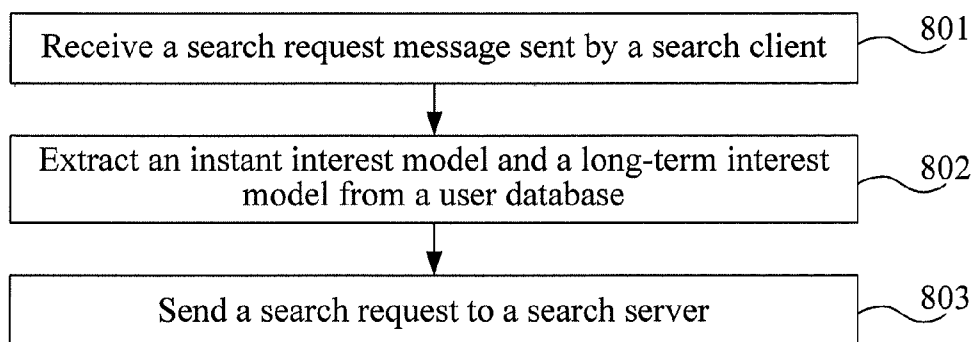 Receive a search request message sent by a search client
801
Extract an instant interest model and a long-term interest
model from a user database
802
Send a search request to a search server
803